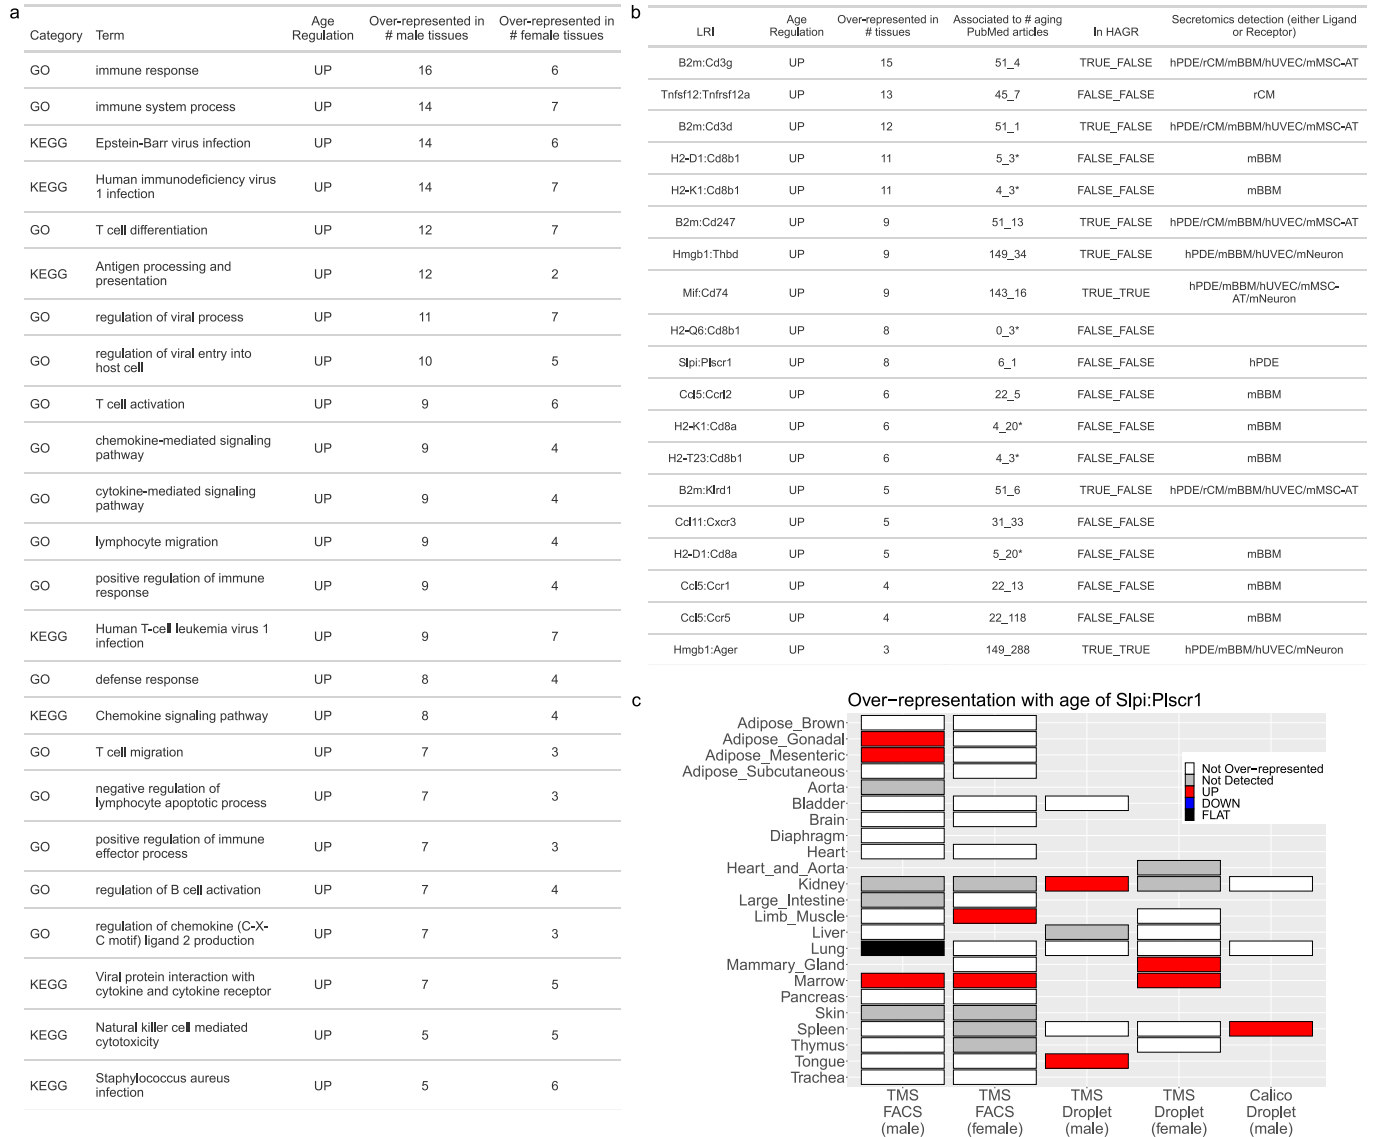 a
Category Term Age Regulation Over-represented in # male tissues Over-represented in # female tissues
GO immune response UP 16 6
GO immune system process UP 14 7
KEGG Epstein-Barr virus infection UP 14 6
KEGG Human immunodeficiency virus 1 infection UP 14 7
GO T cell differentiation UP 12 7
KEGG Antigen processing and presentation UP 12 2
GO regulation of viral process UP 11 7
GO regulation of viral entry into host cell UP 10 5
GO T cell activation UP 9 6
GO chemokine-mediated signaling pathway UP 9 4
GO cytokine-mediated signaling pathway UP 9 4
GO lymphocyte migration UP 9 4
GO positive regulation of immune response UP 9 4
KEGG Human T-cell leukemia virus 1 infection UP 9 7
GO defense response UP 8 4
KEGG Chemokine signaling pathway UP 8 4
GO T cell migration UP 7 3
GO negative regulation of lymphocyte apoptotic process UP 7 3
GO positive regulation of immune effector process UP 7 3
GO regulation of B cell activation UP 7 4
GO regulation of chemokine (C-X-C motif) ligand 2 production UP 7 3
KEGG Viral protein interaction with cytokine and cytokine receptor UP 7 5
KEGG Natural killer cell mediated cytotoxicity UP 5 5
KEGG Staphylococcus aureus infection UP 5 6
b
LRI Age Regulation Over-represented in # tissues Associated to # aging PubMed articles In HAGR Secretomics detection (either Ligand or Receptor)
B2m:Cd3g UP 15 51_4 TRUE_FALSE hPDE/rCM/mBBM/hUVEC/mMSC-AT
Tnfsf12:Tnfrsf12a UP 13 45_7 FALSE_FALSE rCM
B2m:Cd3d UP 12 51_1 TRUE_FALSE hPDE/rCM/mBBM/hUVEC/mMSC-AT
H2-D1:Cd8b1 UP 11 5_3* FALSE_FALSE mBBM
H2-K1:Cd8b1 UP 11 4_3* FALSE_FALSE mBBM
B2m:Cd247 UP 9 51_13 TRUE_FALSE hPDE/rCM/mBBM/hUVEC/mMSC-AT
Hmgb1:Thbd UP 9 149_34 TRUE_FALSE hPDE/mBBM/hUVEC/mNeuron
Mif:Cd74 UP 9 143_16 TRUE_TRUE hPDE/mBBM/hUVEC/mMSC-AT/mNeuron
H2-Q6:Cd8b1 UP 8 0_3* FALSE_FALSE
Slpi:Plscr1 UP 8 6_1 FALSE_FALSE hPDE
Ccl5:Ccrl2 UP 6 22_5 FALSE_FALSE mBBM
H2-K1:Cd8a UP 6 4_20* FALSE_FALSE mBBM
H2-T23:Cd8b1 UP 6 4_3* FALSE_FALSE mBBM
B2m:Klrd1 UP 5 51_6 TRUE_FALSE hPDE/rCM/mBBM/hUVEC/mMSC-AT
Ccl11:Cxcr3 UP 5 31_33 FALSE_FALSE
H2-D1:Cd8a UP 5 5_20* FALSE_FALSE mBBM
Ccl5:Ccr1 UP 4 22_13 FALSE_FALSE mBBM
Ccl5:Ccr5 UP 4 22_118 FALSE_FALSE mBBM
Hmgb1:Ager UP 3 149_288 TRUE_TRUE hPDE/mBBM/hUVEC/mNeuron
c
Over-representation with age of Slpi:Plscr1
Adipose_Brown
Adipose_Gonadal
Adipose_Mesenteric
Adipose_Subcutaneous
Aorta
Bladder
Brain
Diaphragm
Heart
Heart_and_Aorta
Kidney
Large_Intestine
Limb_Muscle
Liver
Lung
Mammary_Gland
Marrow
Pancreas
Skin
Spleen
Thymus
Tongue
Trachea
Not Over-represented
Not Detected
UP
DOWN
FLAT
TMS FACS (male)
TMS FACS (female)
TMS Droplet (male)
TMS Droplet (female)
Calico Droplet (male)